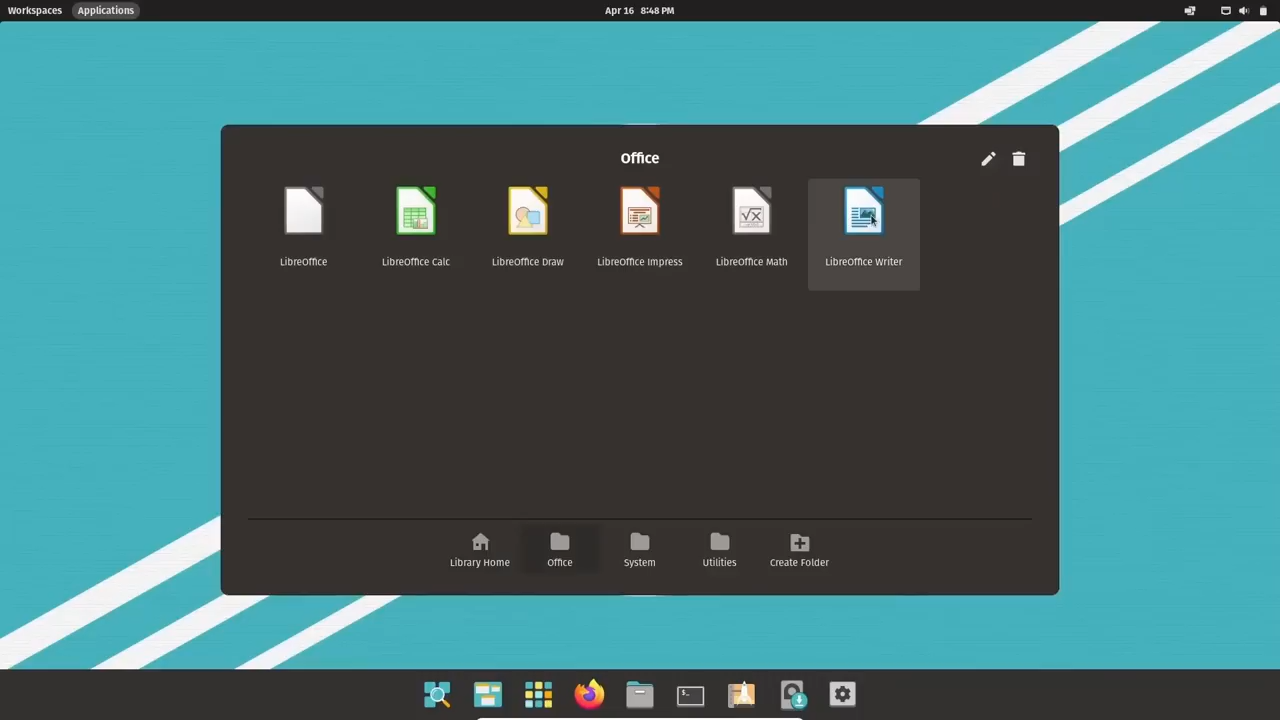 Workspaces Applications Apr 16 8:48 PM
Office
LibreOffice LibreOffice Calc LibreOffice Draw LibreOffice Impress LibreOffice Math LibreOffice Writer
Library Home Office System Utilities Create Folder